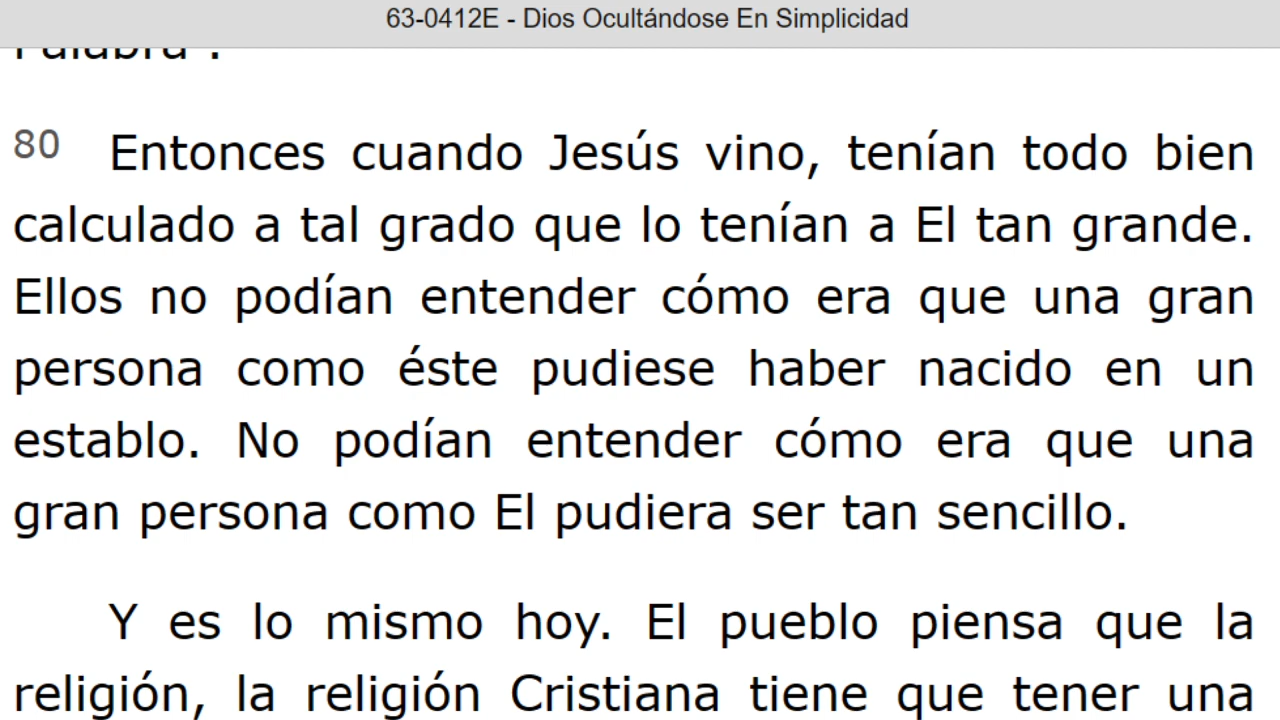 63-0412E - Dios Ocultándose En Simplicidad
Palabra".
80 Entonces cuando Jesús vino, tenían todo bien
calculado a tal grado que lo tenían a El tan grande.
Ellos no podían entender cómo era que una gran
persona como éste pudiese haber nacido en un
establo. No podían entender cómo era que una
gran persona como El pudiera ser tan sencillo.
Y es lo mismo hoy. El pueblo piensa que la
religión, la religión Cristiana tiene que tener una